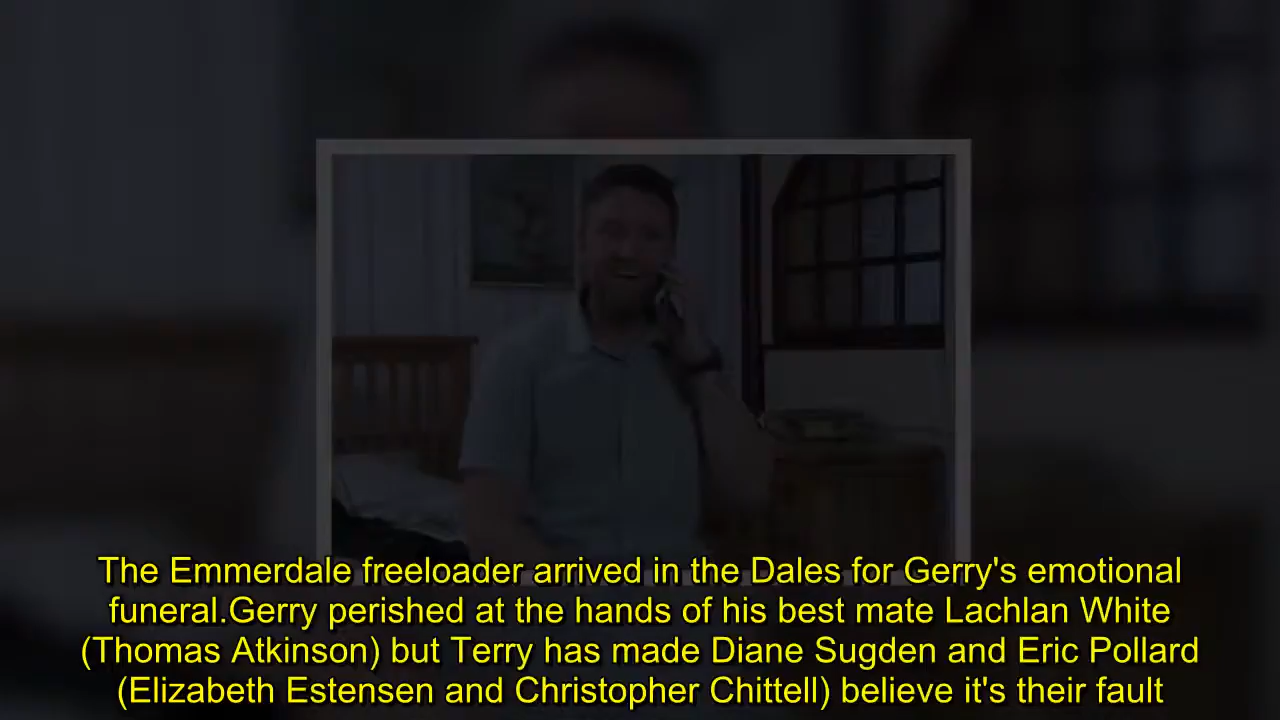 The Emmerdale freeloader arrived in the Dales for Gerry's emotional
funeral.Gerry perished at the hands of his best mate Lachlan White
(Thomas Atkinson) but Terry has made Diane Sugden and Eric Pollard
(Elizabeth Estensen and Christopher Chittell) believe it's their fault